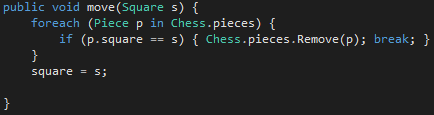 public void move(Square s) {
    foreach (Piece p in Chess.pieces) {
        if (p.square == s) { Chess.pieces.Remove(p); break; }
    }
    square = s;

}